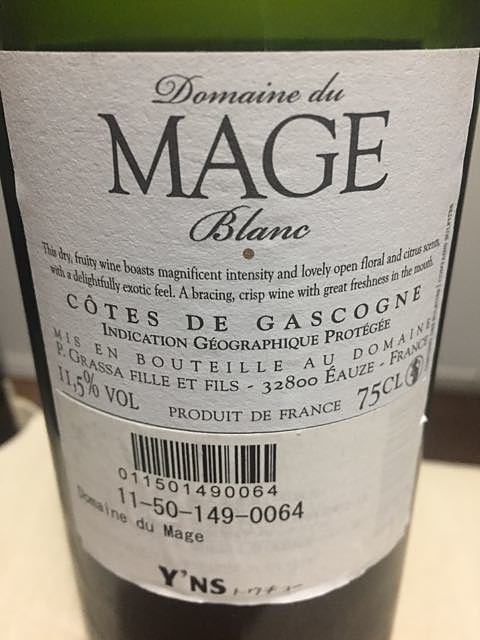 Domaine du
MAGE
Blanc
This dry, fruity wine boasts magnificent intensity and lovely open floral and citrus scents,
with a delightfully exotic feel. A bracing, crisp wine with great freshness in the mouth.
CÔTES DE GASCOGNE
INDICATION GÉOGRAPHIQUE PROTÉGÉE
MIS EN BOUTEILLE AU DOMAINE
P. GRASSA FILLE ET FILS - 32800 ÉAUZE - FRANCE
11,5% VOL
PRODUIT DE FRANCE
75CL
011501490064
11-50-149-0064
Domaine du Mage
Y'NS